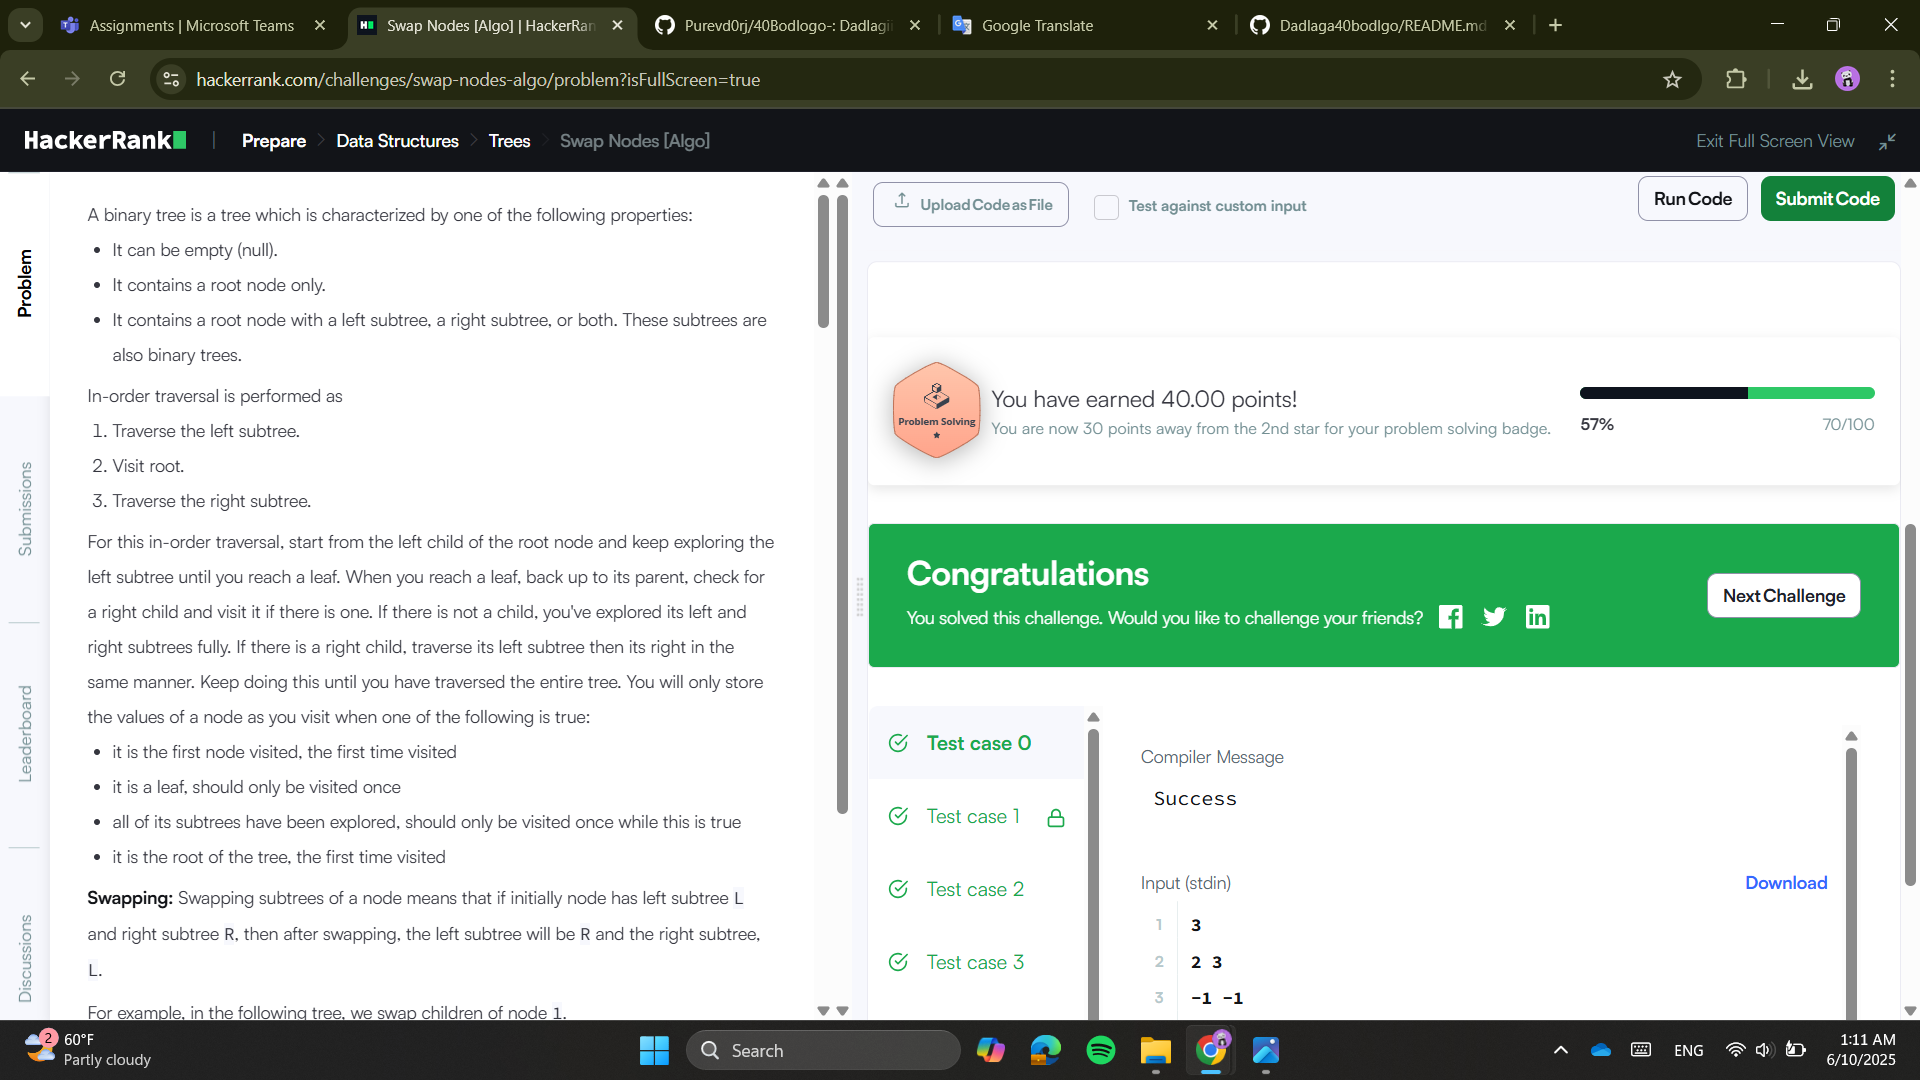 Assignments | Microsoft Teams
Swap Nodes [Algo] | HackerRan
Purevd0rj/40Bodlogo-: Dadlagii
Google Translate
Dadlaga40bodlgo/README.md
hackerrank.com/challenges/swap-nodes-algo/problem?isFullScreen=true
HackerRank
Prepare
Data Structures
Trees
Swap Nodes [Algo]
Exit Full Screen View
Problem
Submissions
Leaderboard
Discussions
A binary tree is a tree which is characterized by one of the following properties:
• It can be empty (null).
• It contains a root node only.
• It contains a root node with a left subtree, a right subtree, or both. These subtrees are
also binary trees.
In-order traversal is performed as
1. Traverse the left subtree.
2. Visit root.
3. Traverse the right subtree.
For this in-order traversal, start from the left child of the root node and keep exploring the
left subtree until you reach a leaf. When you reach a leaf, back up to its parent, check for
a right child and visit it if there is one. If there is not a child, you've explored its left and
right subtrees fully. If there is a right child, traverse its left subtree then its right in the
same manner. Keep doing this until you have traversed the entire tree. You will only store
the values of a node as you visit when one of the following is true:
• it is the first node visited, the first time visited
• it is a leaf, should only be visited once
• all of its subtrees have been explored, should only be visited once while this is true
• it is the root of the tree, the first time visited
Swapping: Swapping subtrees of a node means that if initially node has left subtree L
and right subtree R, then after swapping, the left subtree will be R and the right subtree,
L.
For example, in the following tree, we swap children of node 1.
Upload Code as File
Test against custom input
Run Code
Submit Code
Problem Solving
You have earned 40.00 points!
You are now 30 points away from the 2nd star for your problem solving badge.
57%
70/100
Congratulations
You solved this challenge. Would you like to challenge your friends?
Next Challenge
Test case 0
Test case 1
Test case 2
Test case 3
Compiler Message
Success
Input (stdin)
Download
1 3
2 2 3
3 -1 -1
2
60°F
Partly cloudy
Search
ENG
1:11 AM
6/10/2025